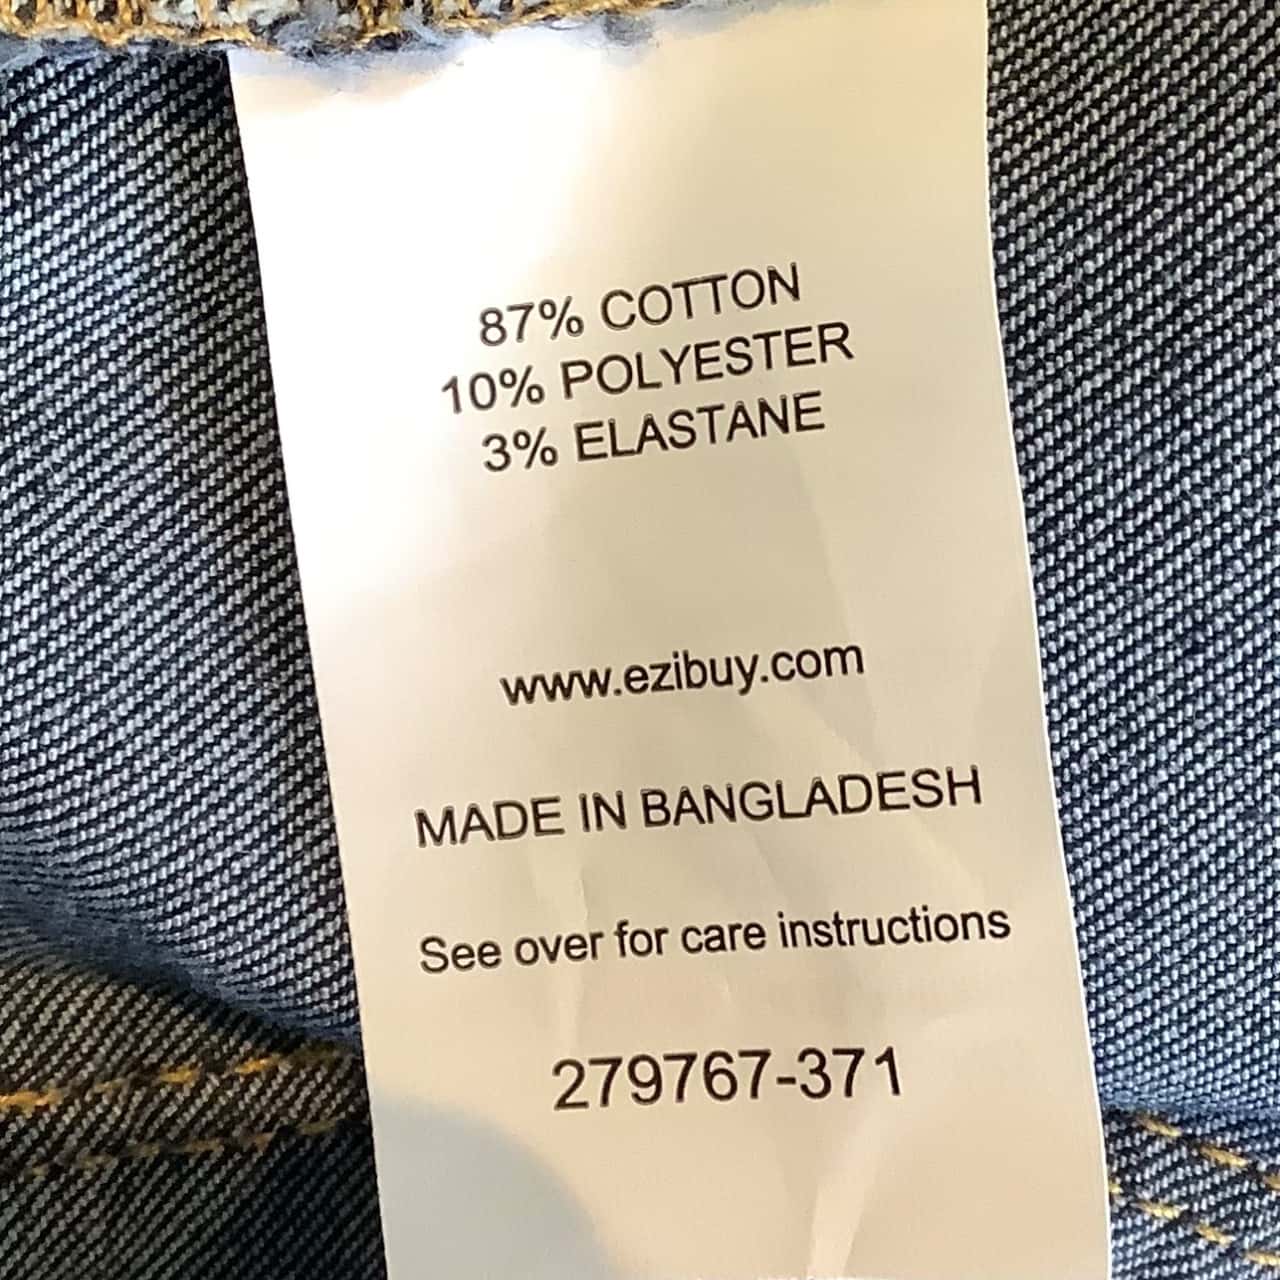 87% COTTON
10% POLYESTER
3% ELASTANE
www.ezibuy.com
MADE IN BANGLADESH
See over for care instructions
279767-371